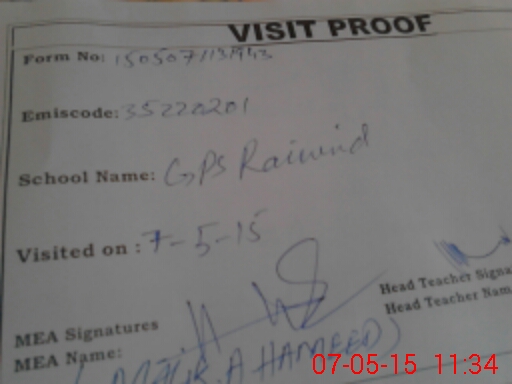 VISIT PROOF
Form No:
Emiscode: 35220201
School Name: GPS Raiwind
Visited on : 7-5-15
Head Teacher Signa
Head Teacher Nam
MEA Signatures
MEA Name: A HAMEED)
07-05-15 11:34